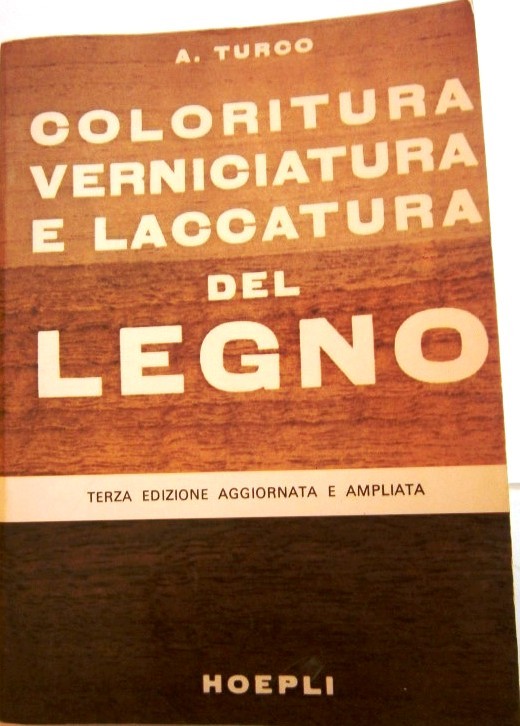 A. TURCO
COLORITURA
VERNICIATURA
E LACCATURA
DEL
LEGNO
TERZA EDIZIONE AGGIORNATA E AMPLIATA
HOEPLI